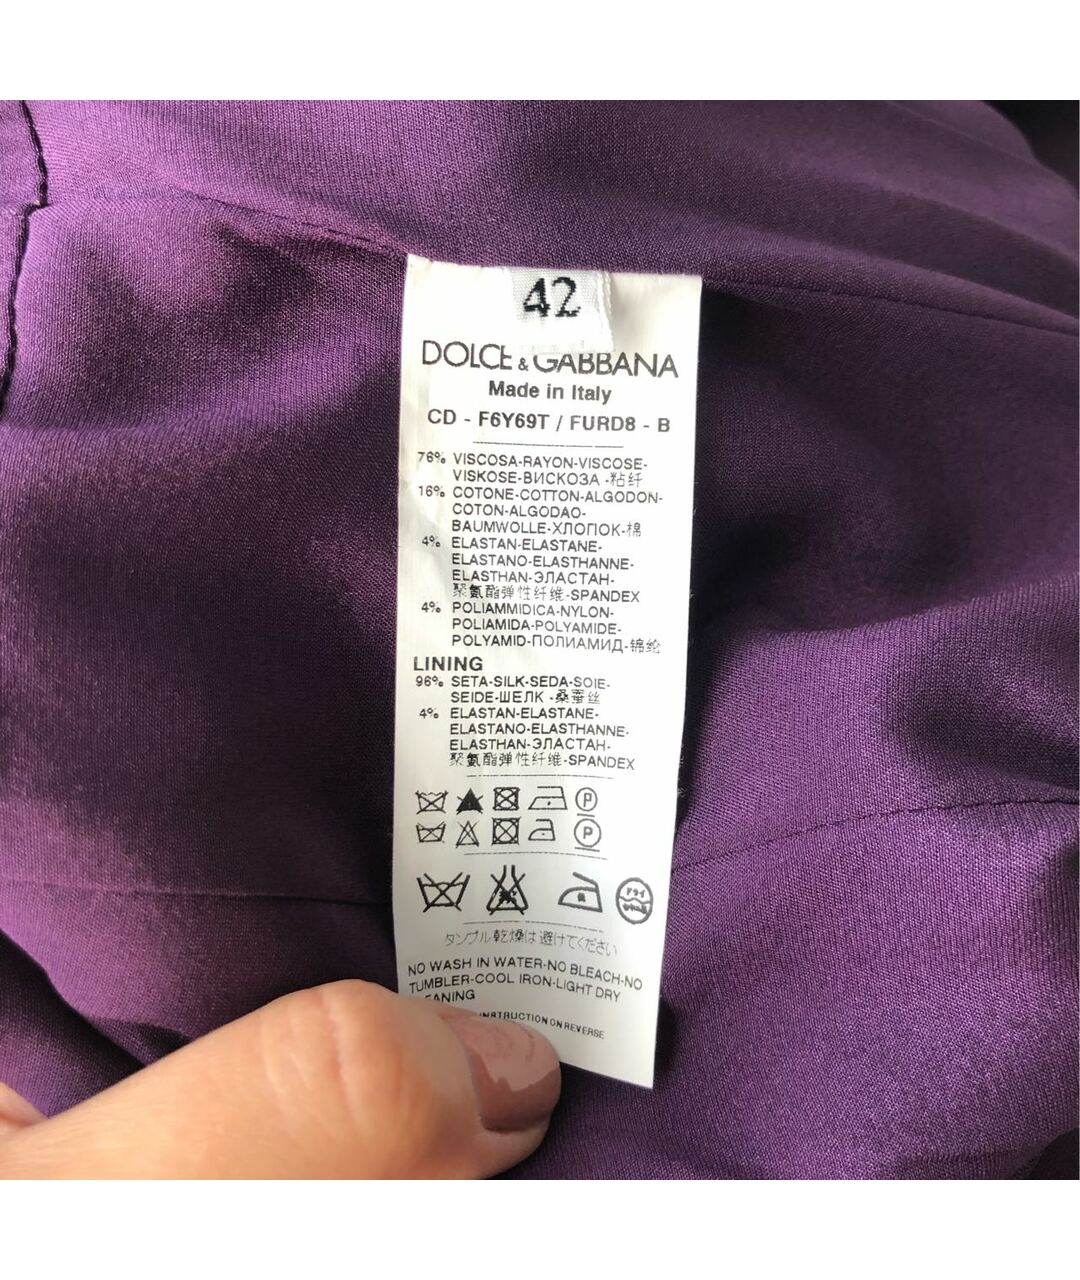 42
DOLCE & GABBANA
Made in Italy
CD - F6Y69T / FURD8 - B
76% VISCOSA-RAYON-VISCOSE-
VISKOSE-ВИСКОЗА -粘纤
16% COTONE-COTTON-ALGODON-
COTON-ALGODAO-
BAUMWOLLE-ХЛОПОК-棉
4% ELASTAN-ELASTANE-
ELASTANO-ELASTHANNE-
ELASTHAN-ЭЛАСТАН-
聚氨酯弹性纤维-SPANDEX
4% POLIAMMIDICA-NYLON-
POLIAMIDA-POLYAMIDE-
POLYAMID-ПОЛИАМИД-锦纶
LINING
96% SETA-SILK-SEDA-SOIE-
SEIDE-ШЕЛК -桑蚕丝
4% ELASTAN-ELASTANE-
ELASTANO-ELASTHANNE-
ELASTHAN-ЭЛАСТАН-
聚氨酯弹性纤维-SPANDEX
P
P
ドライ
タンブル乾燥は避けてください
NO WASH IN WATER-NO BLEACH-NO
TUMBLER-COOL IRON-LIGHT DRY
LEANING
INSTRUCTION ON REVERSE